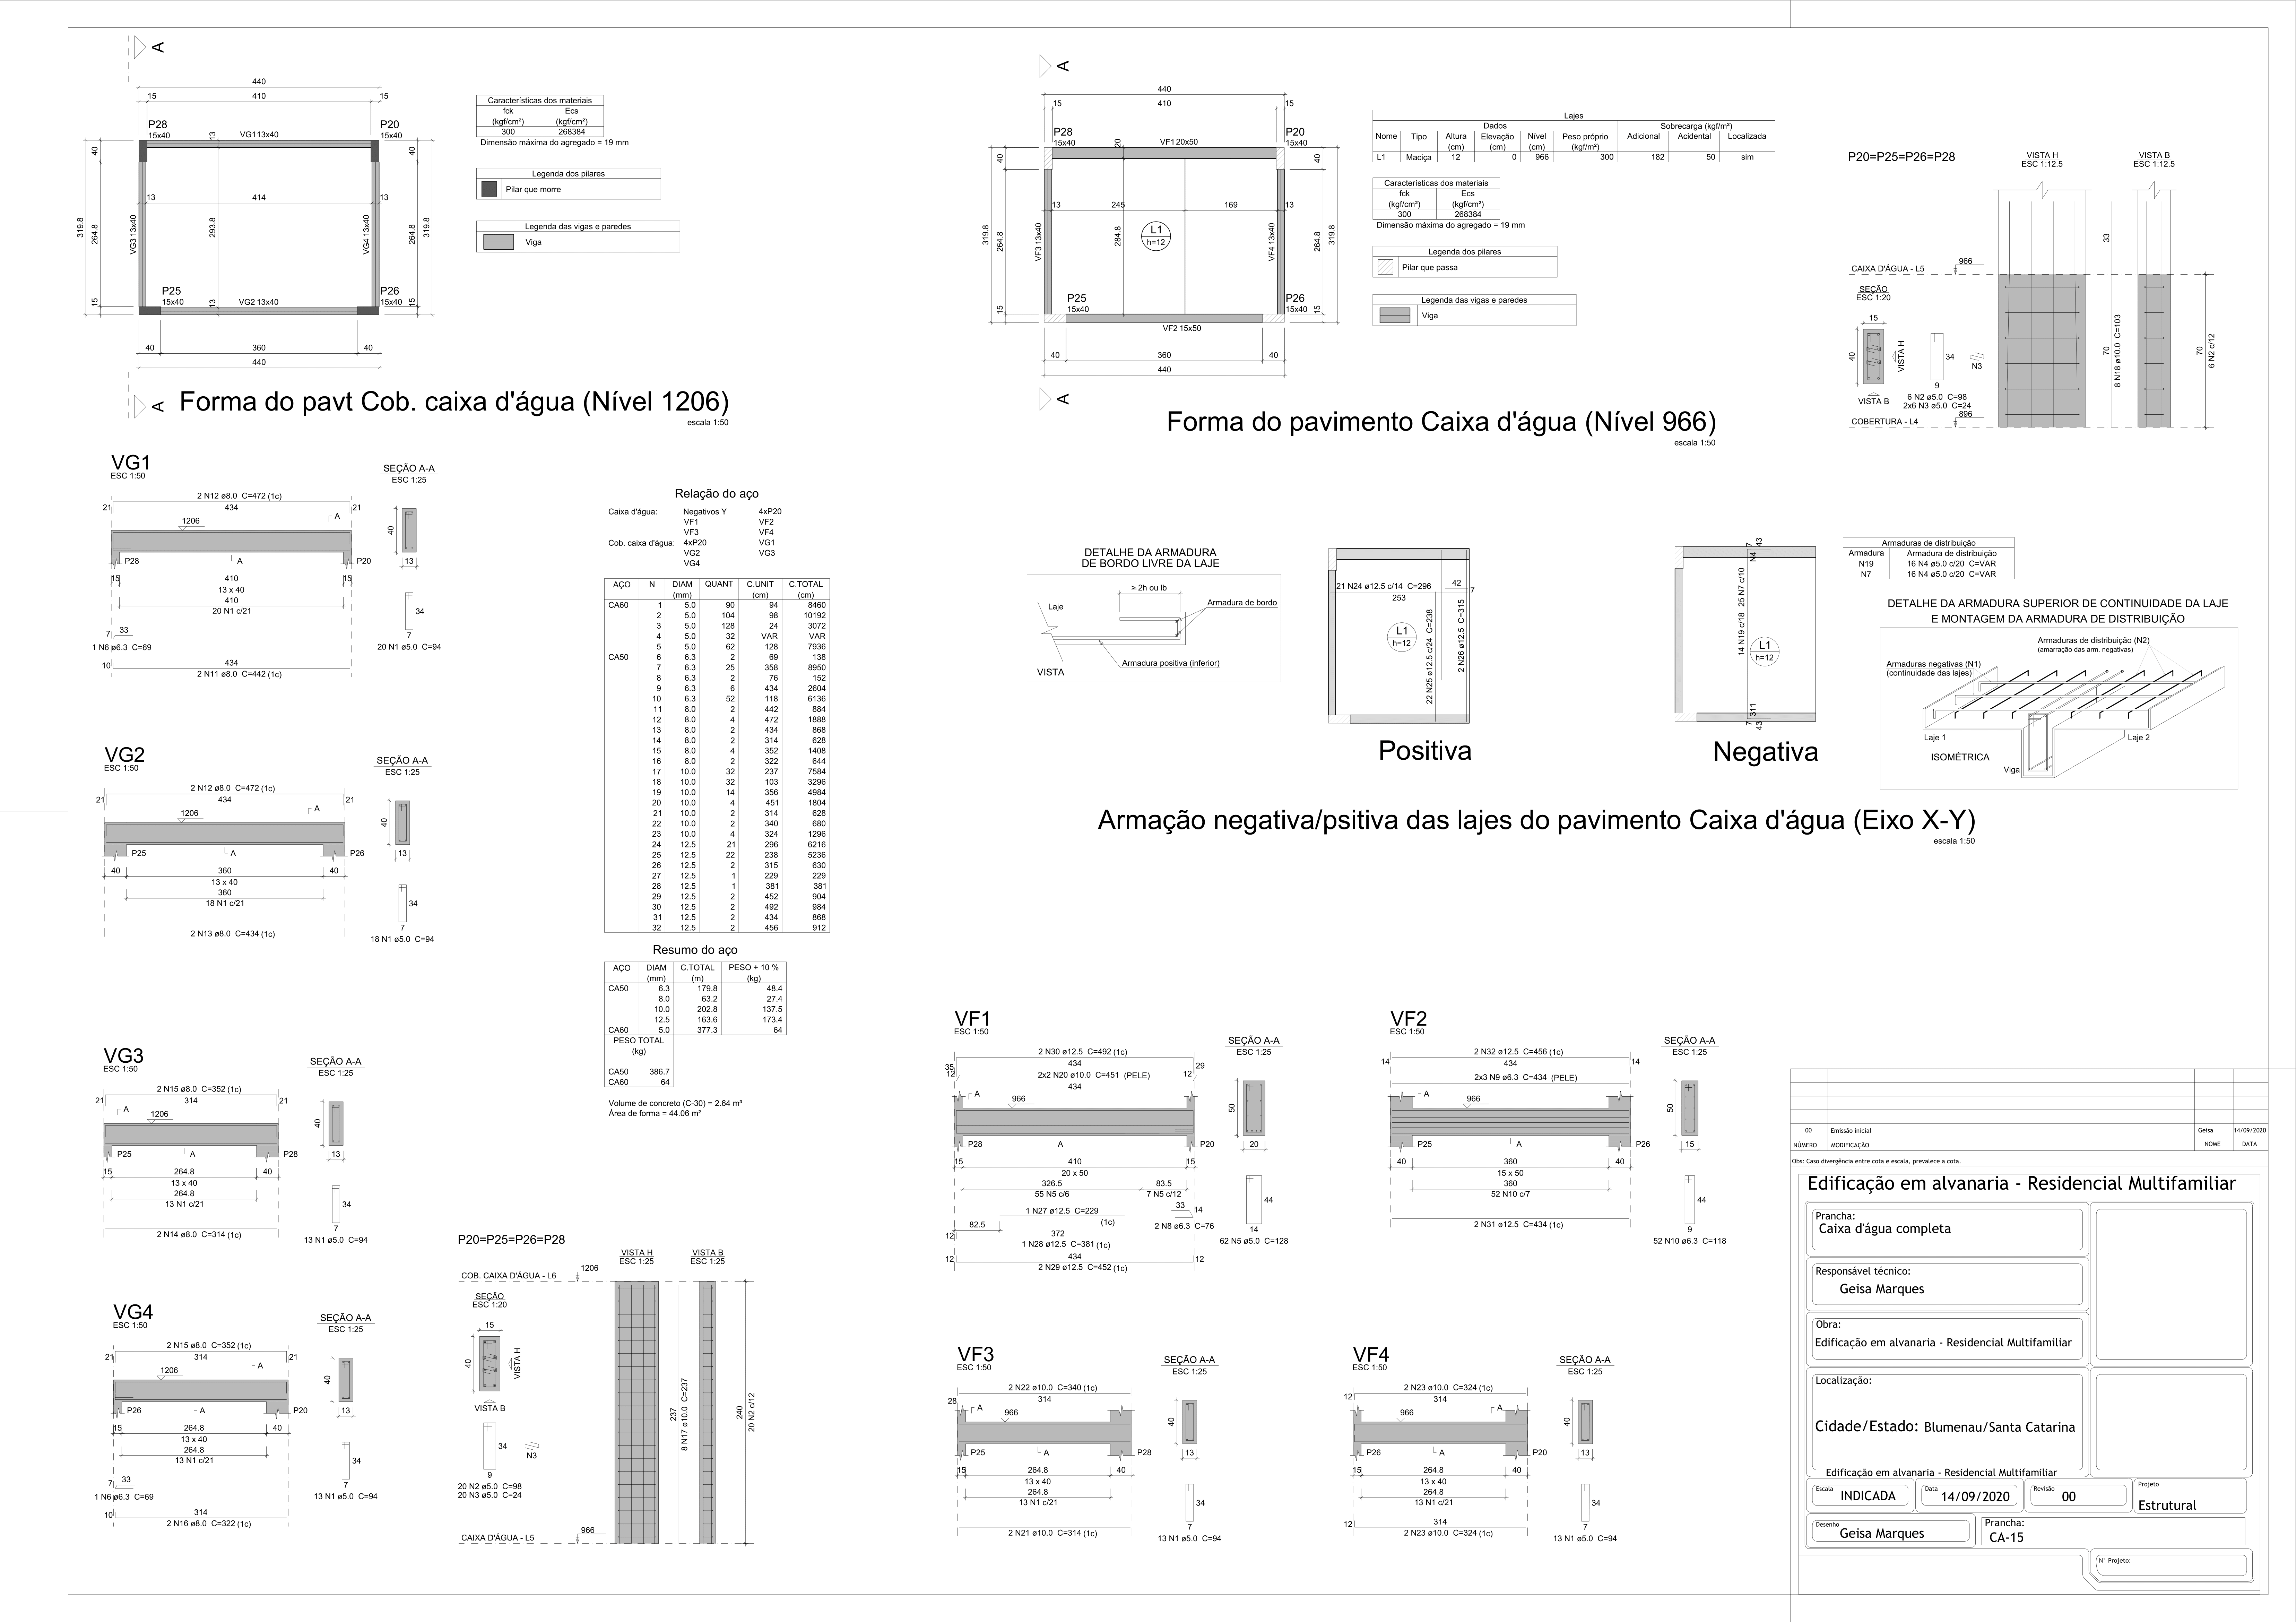 A
440
15 410 15
P28
15x40
VG1 13x40
P20
15x40
13
40
40
13 414 13
319.8
264.8
VG3 13x40
293.8
VG4 13x40
264.8
319.8
P25
15x40
VG2 13x40
P26
15x40
15
13
15
40 360 40
440
A
Forma do pavt Cob. caixa d'água (Nível 1206)
escala 1:50
Características dos materiais
fck Ecs
(kgf/cm²) (kgf/cm²)
300 268384
Dimensão máxima do agregado = 19 mm
Legenda dos pilares
Pilar que morre
Legenda das vigas e paredes
Viga
A
440
15 410 15
P28
15x40
VF1 20x50
P20
15x40
20
40
40
13 245 169 13
319.8
264.8
VF3 13x40
284.8
L1
h=12
VF4 13x40
264.8
319.8
P25
15x40
P26
15x40
15
15
VF2 15x50
40 360 40
440
A
Forma do pavimento Caixa d'água (Nível 966)
escala 1:50
Lajes
Dados Sobrecarga (kgf/m²)
Nome Tipo Altura Elevação Nível Peso próprio Adicional Acidental Localizada
(cm) (cm) (cm) (kgf/m²)
L1 Maciça 12 0 966 300 182 50 sim
Características dos materiais
fck Ecs
(kgf/cm²) (kgf/cm²)
300 268384
Dimensão máxima do agregado = 19 mm
Legenda dos pilares
Pilar que passa
Legenda das vigas e paredes
Viga
P20=P25=P26=P28
VISTA H
ESC 1:12.5
VISTA B
ESC 1:12.5
33
CAIXA D'ÁGUA - L5
966
SEÇÃO
ESC 1:20
15
40
VISTA H
34
N3
9
VISTA B
6 N2 ø5.0 C=98
2x6 N3 ø5.0 C=24
896
COBERTURA - L4
70
8 N18 ø10.0 C=103
70
6 N2 c/12
VG1
ESC 1:50
SEÇÃO A-A
ESC 1:25
2 N12 ø8.0 C=472 (1c)
21 434 21
1206
A
P28 A P20
40
13
15 410 15
13 x 40
410
20 N1 c/21
34
7
20 N1 ø5.0 C=94
33
7
1 N6 ø6.3 C=69
10 434
2 N11 ø8.0 C=442 (1c)
VG2
ESC 1:50
SEÇÃO A-A
ESC 1:25
2 N12 ø8.0 C=472 (1c)
21 434 21
1206
A
P25 A P26
40
13
40 360 40
13 x 40
360
18 N1 c/21
34
7
2 N13 ø8.0 C=434 (1c)
18 N1 ø5.0 C=94
VG3
ESC 1:50
SEÇÃO A-A
ESC 1:25
2 N15 ø8.0 C=352 (1c)
21 314 21
A
1206
P25 A P28
40
13
15 264.8 40
13 x 40
264.8
13 N1 c/21
34
7
2 N14 ø8.0 C=314 (1c)
13 N1 ø5.0 C=94
VG4
ESC 1:50
SEÇÃO A-A
ESC 1:25
2 N15 ø8.0 C=352 (1c)
21 314 21
1206
A
P26 A P20
40
13
15 264.8 40
13 x 40
264.8
13 N1 c/21
34
7
33
7
1 N6 ø6.3 C=69
13 N1 ø5.0 C=94
10 314
2 N16 ø8.0 C=322 (1c)
Relação do aço
Caixa d'água: Negativos Y 4xP20
VF1 VF2
VF3 VF4
Cob. caixa d'água: 4xP20 VG1
VG2 VG3
VG4
AÇO N DIAM QUANT C.UNIT C.TOTAL
(mm) (cm) (cm)
CA60 1 5.0 90 94 8460
2 5.0 104 98 10192
3 5.0 128 24 3072
4 5.0 32 VAR VAR
5 5.0 62 128 7936
CA50 6 6.3 2 69 138
7 6.3 25 358 8950
8 6.3 2 76 152
9 6.3 6 434 2604
10 6.3 52 118 6136
11 8.0 2 442 884
12 8.0 4 472 1888
13 8.0 2 434 868
14 8.0 2 314 628
15 8.0 4 352 1408
16 8.0 2 322 644
17 10.0 32 237 7584
18 10.0 32 103 3296
19 10.0 14 356 4984
20 10.0 4 451 1804
21 10.0 2 314 628
22 10.0 2 340 680
23 10.0 4 324 1296
24 12.5 21 296 6216
25 12.5 22 238 5236
26 12.5 2 315 630
27 12.5 1 229 229
28 12.5 1 381 381
29 12.5 2 452 904
30 12.5 2 492 984
31 12.5 2 434 868
32 12.5 2 456 912
Resumo do aço
AÇO DIAM C.TOTAL PESO + 10 %
(mm) (m) (kg)
CA50 6.3 179.8 48.4
8.0 63.2 27.4
10.0 202.8 137.5
12.5 163.6 173.4
CA60 5.0 377.3 64
PESO TOTAL
(kg)
CA50 386.7
CA60 64
Volume de concreto (C-30) = 2.64 m³
Área de forma = 44.06 m²
P20=P25=P26=P28
VISTA H
ESC 1:25
VISTA B
ESC 1:25
COB. CAIXA D'ÁGUA - L6
1206
SEÇÃO
ESC 1:20
15
40
VISTA H
VISTA B
34
N3
9
20 N2 ø5.0 C=98
20 N3 ø5.0 C=24
CAIXA D'ÁGUA - L5
966
237
8 N17 ø10.0 C=237
240
20 N2 c/12
DETALHE DA ARMADURA
DE BORDO LIVRE DA LAJE
≥ 2h ou lb
Laje
Armadura de bordo
Armadura positiva (inferior)
VISTA
21 N24 ø12.5 c/14 C=296
42
253
7
L1
h=12
22 N25 ø12.5 c/24 C=238
2 N26 ø12.5 C=315
Positiva
7
43
N4
14 N19 c/18 25 N7 c/10
L1
h=12
311
7
43
Negativa
Armaduras de distribuição
Armadura Armadura de distribuição
N19 16 N4 ø5.0 c/20 C=VAR
N7 16 N4 ø5.0 c/20 C=VAR
DETALHE DA ARMADURA SUPERIOR DE CONTINUIDADE DA LAJE
E MONTAGEM DA ARMADURA DE DISTRIBUIÇÃO
Armaduras de distribuição (N2)
(amarração das arm. negativas)
Armaduras negativas (N1)
(continuidade das lajes)
Laje 1
Laje 2
ISOMÉTRICA
Viga
Armação negativa/psitiva das lajes do pavimento Caixa d'água (Eixo X-Y)
escala 1:50
VF1
ESC 1:50
SEÇÃO A-A
ESC 1:25
2 N30 ø12.5 C=492 (1c)
35 434 29
12 2x2 N20 ø10.0 C=451 (PELE) 12
434
A
966
P28 A P20
50
20
15 410 15
20 x 50
326.5 83.5
55 N5 c/6 7 N5 c/12
1 N27 ø12.5 C=229
(1c)
33
14
2 N8 ø6.3 C=76
82.5
12 372
1 N28 ø12.5 C=381 (1c)
12 434 12
2 N29 ø12.5 C=452 (1c)
44
14
62 N5 ø5.0 C=128
VF2
ESC 1:50
SEÇÃO A-A
ESC 1:25
2 N32 ø12.5 C=456 (1c)
14 434 14
2x3 N9 ø6.3 C=434 (PELE)
A
966
P25 A P26
50
15
40 360 40
15 x 50
360
52 N10 c/7
2 N31 ø12.5 C=434 (1c)
44
9
52 N10 ø6.3 C=118
VF3
ESC 1:50
SEÇÃO A-A
ESC 1:25
2 N22 ø10.0 C=340 (1c)
28 314
A
966
P25 A P28
40
13
15 264.8 40
13 x 40
264.8
13 N1 c/21
34
7
2 N21 ø10.0 C=314 (1c)
13 N1 ø5.0 C=94
VF4
ESC 1:50
SEÇÃO A-A
ESC 1:25
2 N23 ø10.0 C=324 (1c)
12 314
966
A
P26 A P20
40
13
15 264.8 40
13 x 40
264.8
13 N1 c/21
34
7
12 314
2 N23 ø10.0 C=324 (1c)
13 N1 ø5.0 C=94
00 Emissão inicial Geisa 14/09/2020
NÚMERO MODIFICAÇÃO NOME DATA
Obs: Caso divergência entre cota e escala, prevalece a cota.
Edificação em alvanaria - Residencial Multifamiliar
Prancha:
Caixa d'água completa
Responsável técnico:
Geisa Marques
Obra:
Edificação em alvanaria - Residencial Multifamiliar
Localização:
Cidade/Estado: Blumenau/Santa Catarina
Edificação em alvanaria - Residencial Multifamiliar
Escala
INDICADA
Data
14/09/2020
Revisão
00
Projeto
Estrutural
Desenho
Geisa Marques
Prancha:
CA-15
N° Projeto: